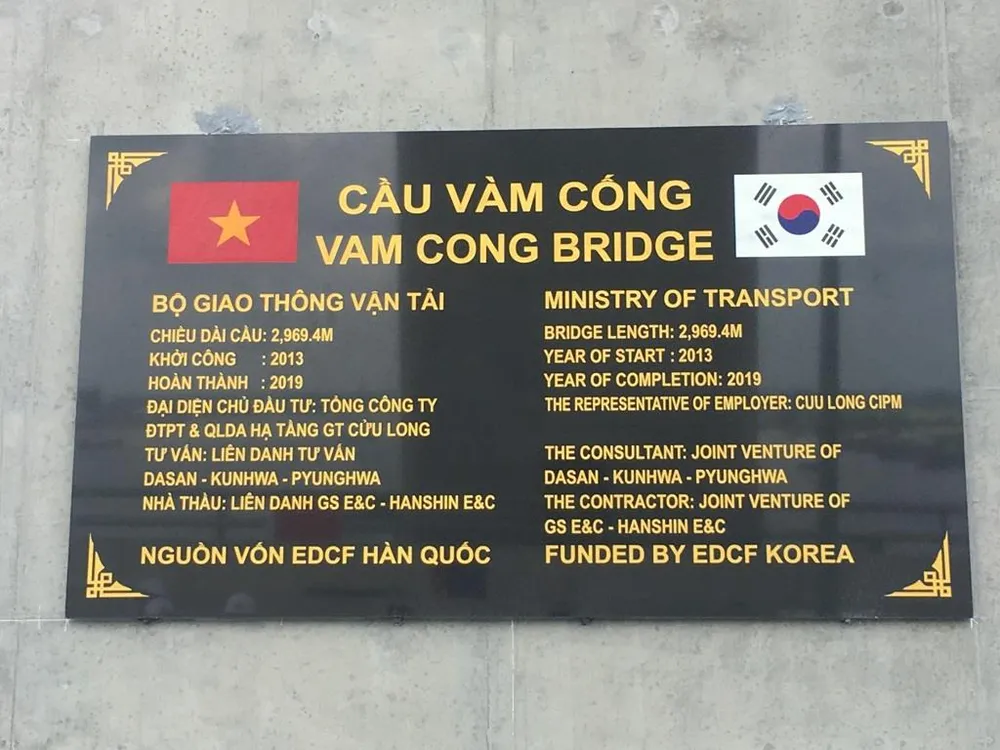 CẦU VÀM CỐNG
VAM CONG BRIDGE
BỘ GIAO THÔNG VẬN TẢI
CHIỀU DÀI CẦU: 2,969.4M
KHỞI CÔNG : 2013
HOÀN THÀNH : 2019
ĐẠI DIỆN CHỦ ĐẦU TƯ: TỔNG CÔNG TY
ĐTPT & QLDA HẠ TẦNG GT CỬU LONG
TƯ VẤN: LIÊN DANH TƯ VẤN
DASAN - KUNHWA - PYUNGHWA
NHÀ THẦU: LIÊN DANH GS E&C - HANSHIN E&C
NGUỒN VỐN EDCF HÀN QUỐC
MINISTRY OF TRANSPORT
BRIDGE LENGTH: 2,969.4M
YEAR OF START : 2013
YEAR OF COMPLETION: 2019
THE REPRESENTATIVE OF EMPLOYER: CUU LONG CIPM
THE CONSULTANT: JOINT VENTURE OF
DASAN - KUNHWA - PYUNGHWA
THE CONTRACTOR: JOINT VENTURE OF
GS E&C - HANSHIN E&C
FUNDED BY EDCF KOREA